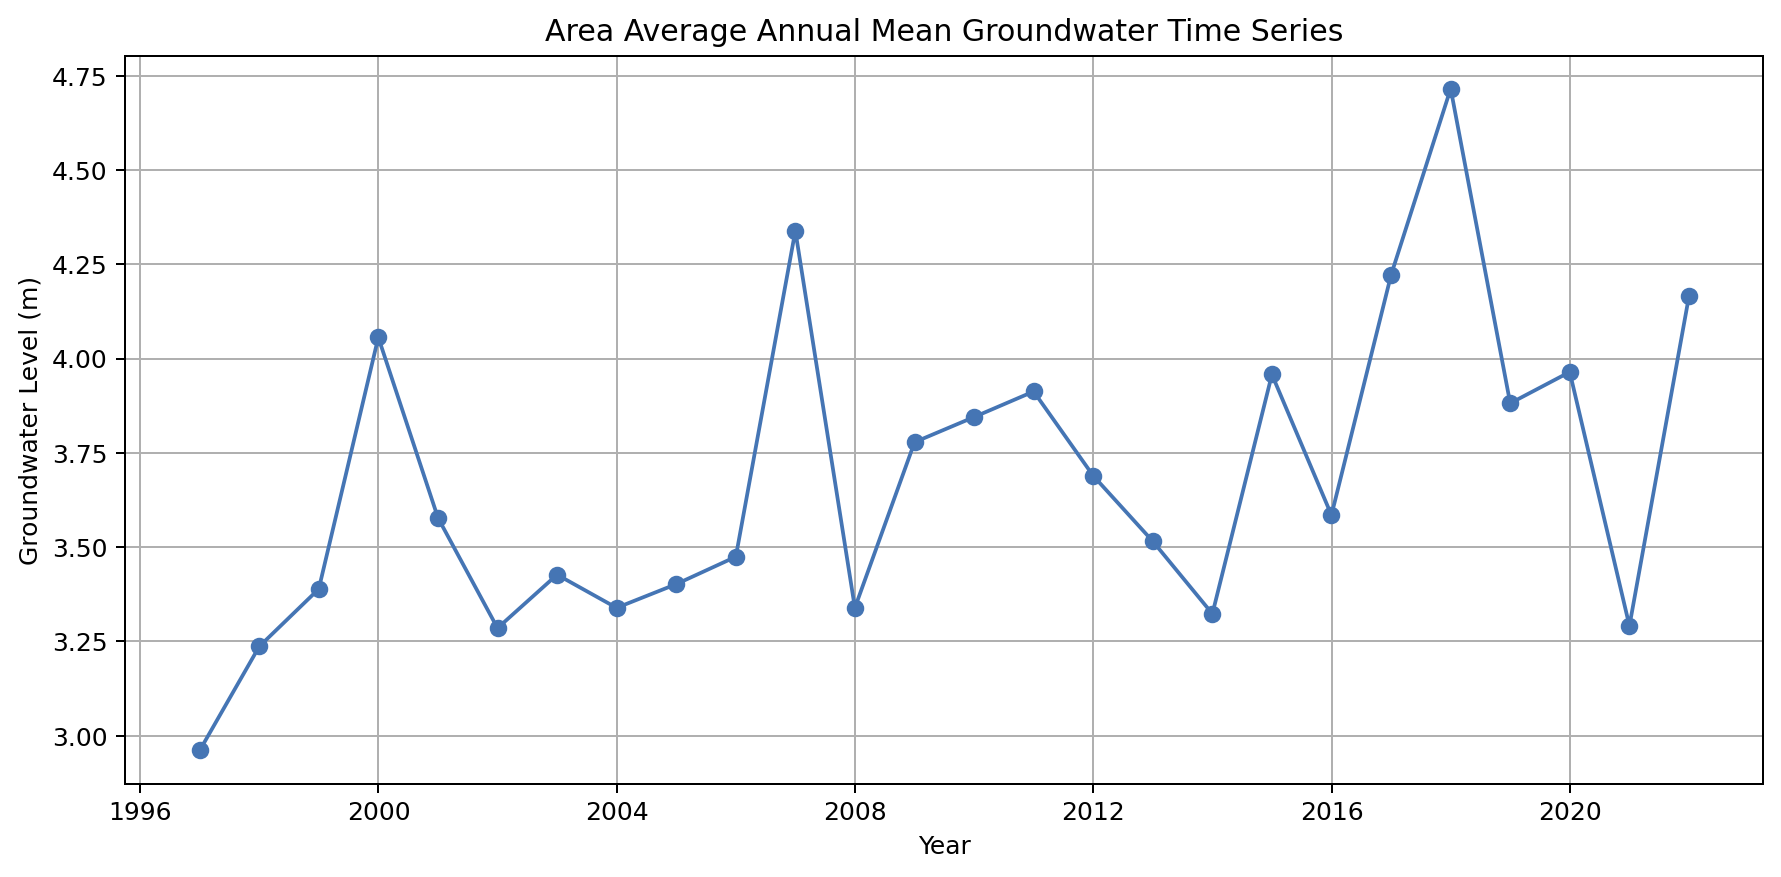 Area Average Annual Mean Groundwater Time Series
Groundwater Level (m)
4.75
4.50
4.25
4.00
3.75
3.50
3.25
3.00
1996 2000 2004 2008 2012 2016 2020
Year